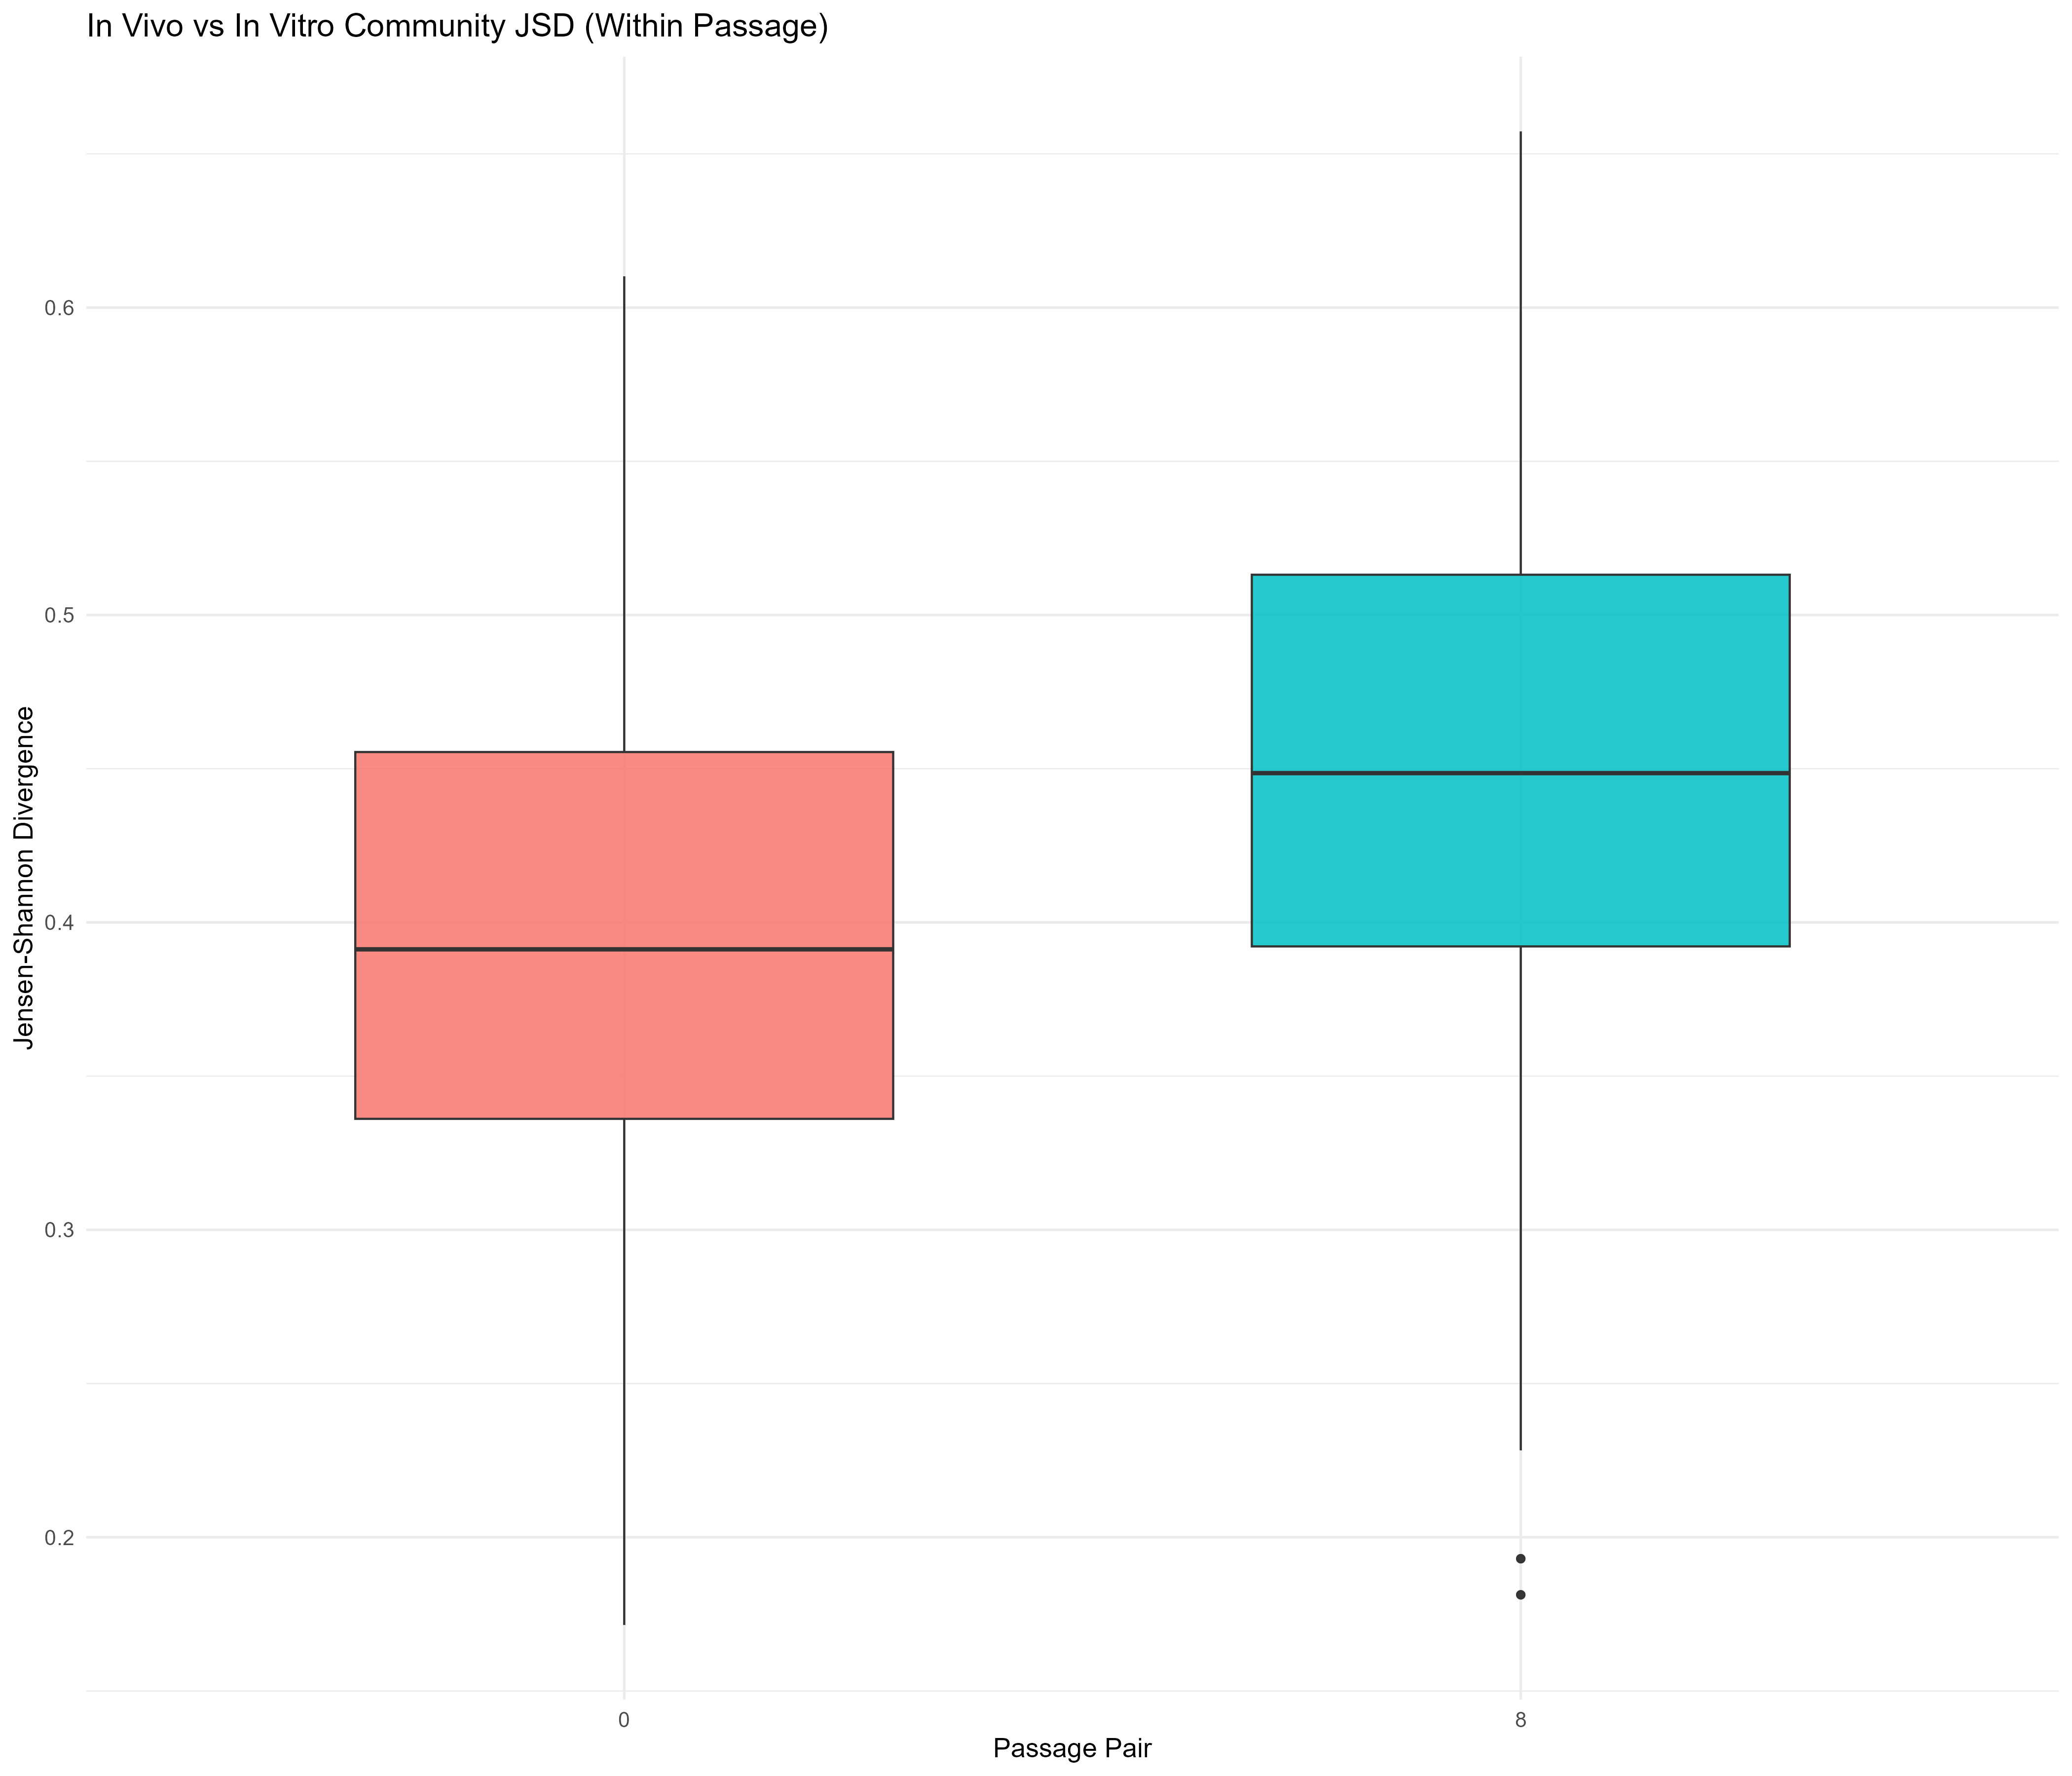 In Vivo vs In Vitro Community JSD (Within Passage)
Jensen-Shannon Divergence
0.6
0.5
0.4
0.3
0.2
0
8
Passage Pair